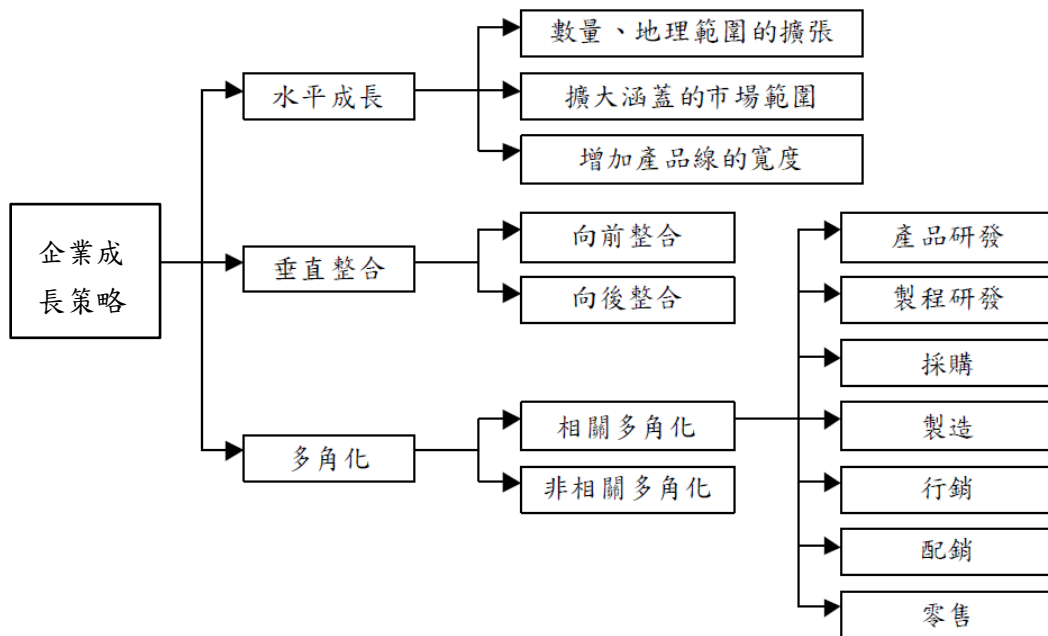 企業成
長策略
水平成長
數量、地理範圍的擴張
擴大涵蓋的市場範圍
增加產品線的寬度
垂直整合
向前整合
向後整合
多角化
相關多角化
非相關多角化
產品研發
製程研發
採購
製造
行銷
配銷
零售